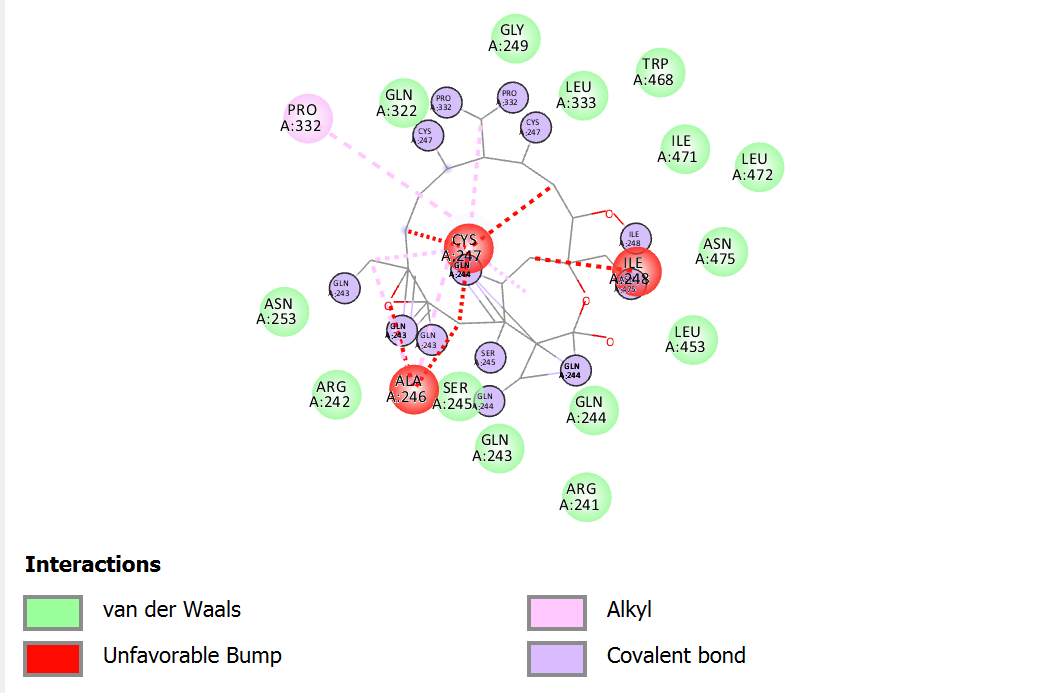 GLY
A:249
TRP
A:468
PRO
A:332
GLN
A:322
PRO
A:332
PRO
A:332
LEU
A:333
CYS
A:247
CYS
A:247
ILE
A:471
LEU
A:472
CYS
A:247
GLN
A:244
ILE
A:248
ILE
A:248
ASN
A:475
GLN
A:243
O
O
O
O
ASN
A:253
GLN
A:243
GLN
A:243
LEU
A:453
SER
A:245
GLN
A:244
ARG
A:242
ALA
A:246
SER
A:245
GLN
A:244
GLN
A:244
GLN
A:243
ARG
A:241
Interactions
van der Waals
Unfavorable Bump
Alkyl
Covalent bond